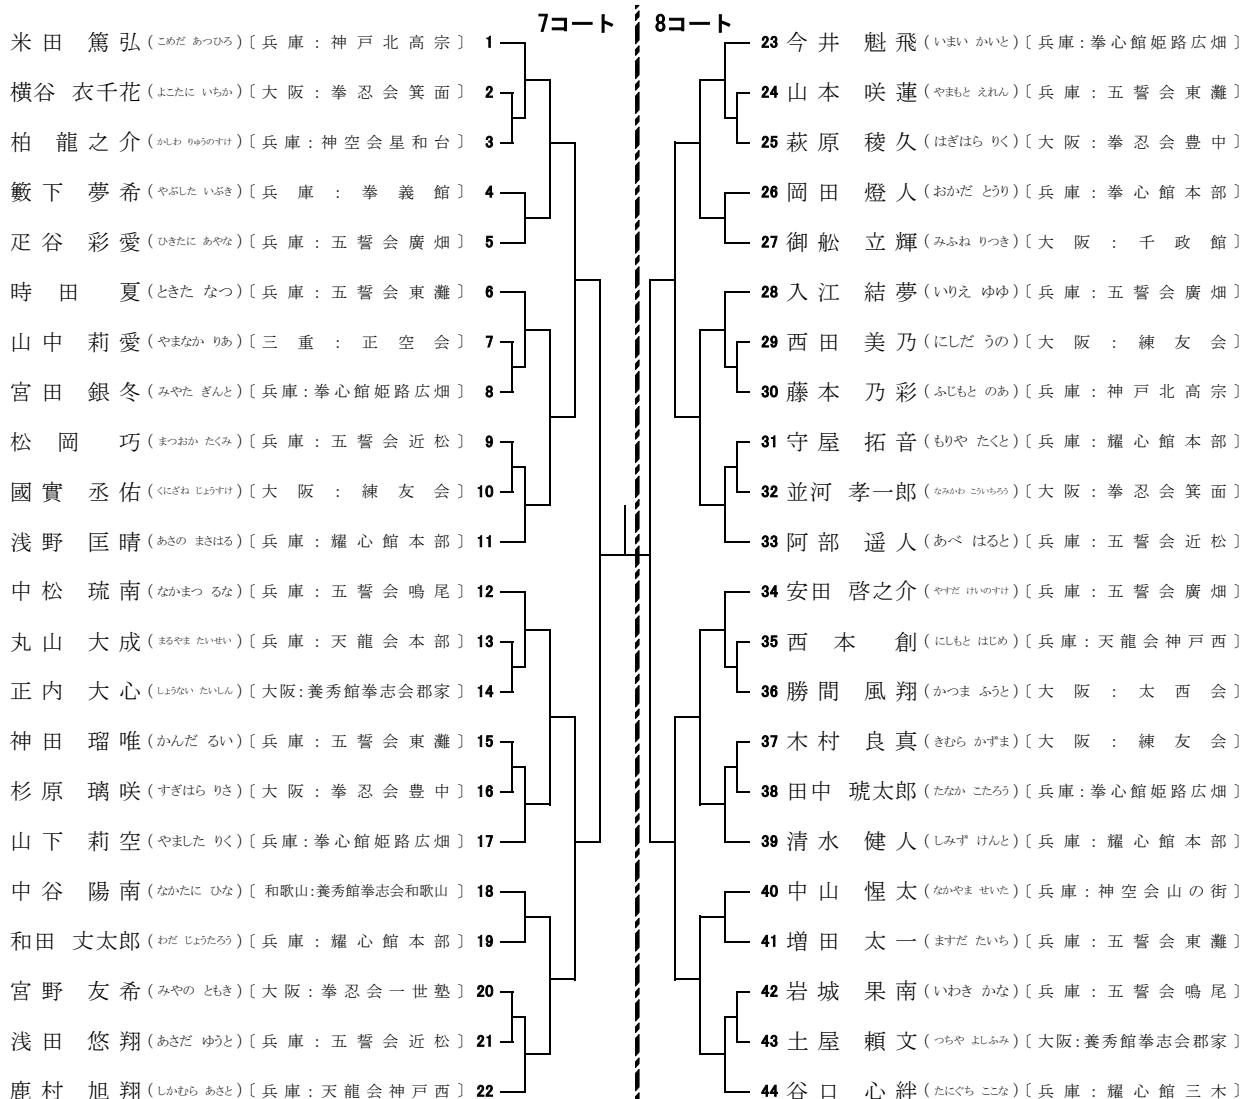 7コート 8コート
米田 篤弘 (こめだ あつひろ) 〔兵庫：神戸北高宗〕 1
横谷 衣千花 (よこたに いちか) 〔大阪：拳忍会箕面〕 2
柏 龍之介 (かしわ りゅうのすけ) 〔兵庫：神空会星和台〕 3
籔下 夢希 (やぶした いぶき) 〔兵庫：拳義館〕 4
疋谷 彩愛 (ひきたに あやな) 〔兵庫：五誓会廣畑〕 5
時田 夏 (ときた なつ) 〔兵庫：五誓会東灘〕 6
山中 莉愛 (やまなか りあ) 〔三重：正空会〕 7
宮田 銀冬 (みやた ぎんと) 〔兵庫：拳心館姫路広畑〕 8
松岡 巧 (まつおか たくみ) 〔兵庫：五誓会近松〕 9
國實 丞佑 (くにざね じょうすけ) 〔大阪：練友会〕 10
浅野 匡晴 (あさの まさはる) 〔兵庫：耀心館本部〕 11
中松 琉南 (なかまつ るな) 〔兵庫：五誓会鳴尾〕 12
丸山 大成 (まるやま たいせい) 〔兵庫：天龍会本部〕 13
正内 大心 (しょうない たいしん) 〔大阪：養秀館拳志会郡家〕 14
神田 瑠唯 (かんだ るい) 〔兵庫：五誓会東灘〕 15
杉原 璃咲 (すぎはら りさ) 〔大阪：拳忍会豊中〕 16
山下 莉空 (やました りく) 〔兵庫：拳心館姫路広畑〕 17
中谷 陽南 (なかたに ひな) 〔和歌山：養秀館拳志会和歌山〕 18
和田 丈太郎 (わだ じょうたろう) 〔兵庫：耀心館本部〕 19
宮野 友希 (みやの ともき) 〔大阪：拳忍会一世塾〕 20
浅田 悠翔 (あさだ ゆうと) 〔兵庫：五誓会近松〕 21
鹿村 旭翔 (しかむら あさと) 〔兵庫：天龍会神戸西〕 22
23 今井 魁飛 (いまい かいと) 〔兵庫：拳心館姫路広畑〕
24 山本 咲蓮 (やまもと えれん) 〔兵庫：五誓会東灘〕
25 萩原 稜久 (はぎはら りく) 〔大阪：拳忍会豊中〕
26 岡田 燈人 (おかだ とうり) 〔兵庫：拳心館本部〕
27 御舩 立輝 (みふね りつき) 〔大阪：千政館〕
28 入江 結夢 (いりえ ゆゆ) 〔兵庫：五誓会廣畑〕
29 西田 美乃 (にしだ うの) 〔大阪：練友会〕
30 藤本 乃彩 (ふじもと のあ) 〔兵庫：神戸北高宗〕
31 守屋 拓音 (もりや たくと) 〔兵庫：耀心館本部〕
32 並河 孝一郎 (なみかわ こういちろう) 〔大阪：拳忍会箕面〕
33 阿部 遥人 (あべ はると) 〔兵庫：五誓会近松〕
34 安田 啓之介 (やすだ けいのすけ) 〔兵庫：五誓会廣畑〕
35 西本 創 (にしもと はじめ) 〔兵庫：天龍会神戸西〕
36 勝間 風翔 (かつま ふうと) 〔大阪：太西会〕
37 木村 良真 (きむら かずま) 〔大阪：練友会〕
38 田中 琥太郎 (たなか こたろう) 〔兵庫：拳心館姫路広畑〕
39 清水 健人 (しみず けんと) 〔兵庫：耀心館本部〕
40 中山 惺太 (なかやま せいた) 〔兵庫：神空会山の街〕
41 増田 太一 (ますだ たいち) 〔兵庫：五誓会東灘〕
42 岩城 果南 (いわき かな) 〔兵庫：五誓会鳴尾〕
43 土屋 頼文 (つちや よしふみ) 〔大阪：養秀館拳志会郡家〕
44 谷口 心絆 (たにぐち ここな) 〔兵庫：耀心館三木〕